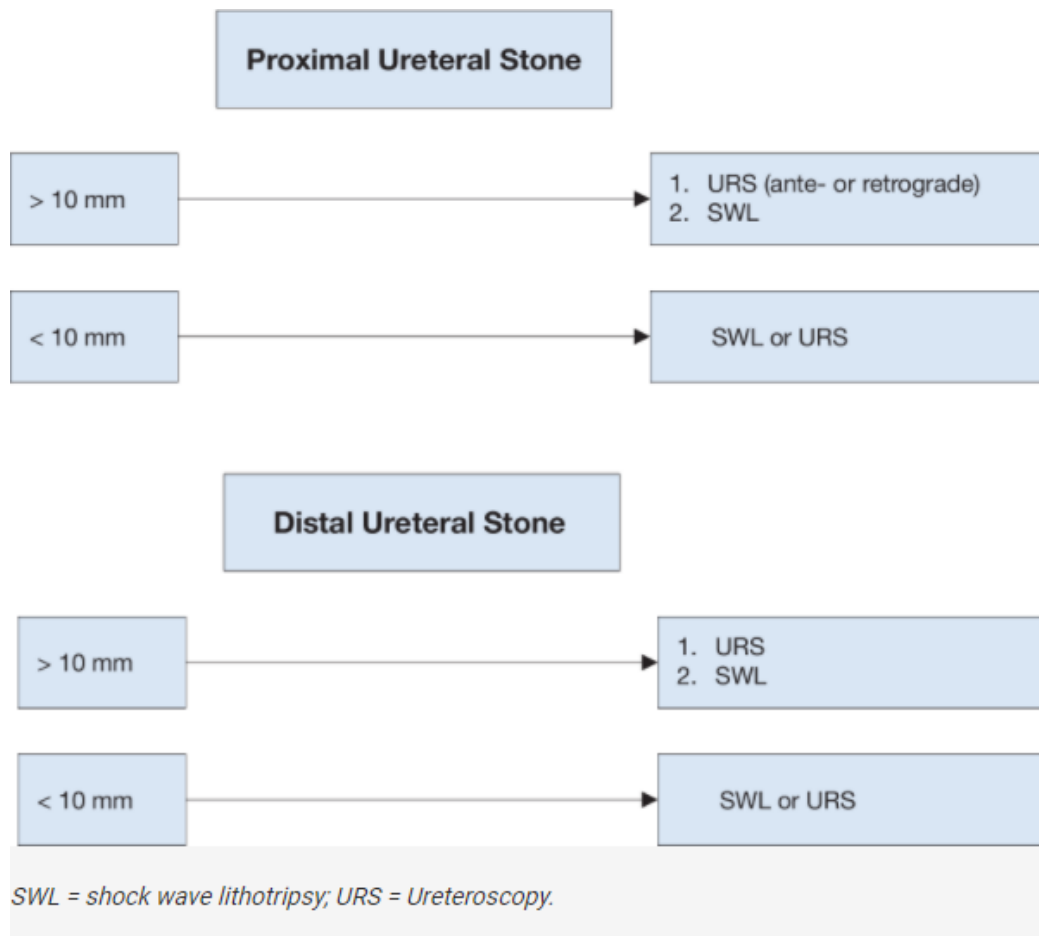 Proximal Ureteral Stone
> 10 mm
1. URS (ante- or retrograde)
2. SWL
< 10 mm
SWL or URS
Distal Ureteral Stone
> 10 mm
1. URS
2. SWL
< 10 mm
SWL or URS
SWL = shock wave lithotripsy; URS = Ureteroscopy.